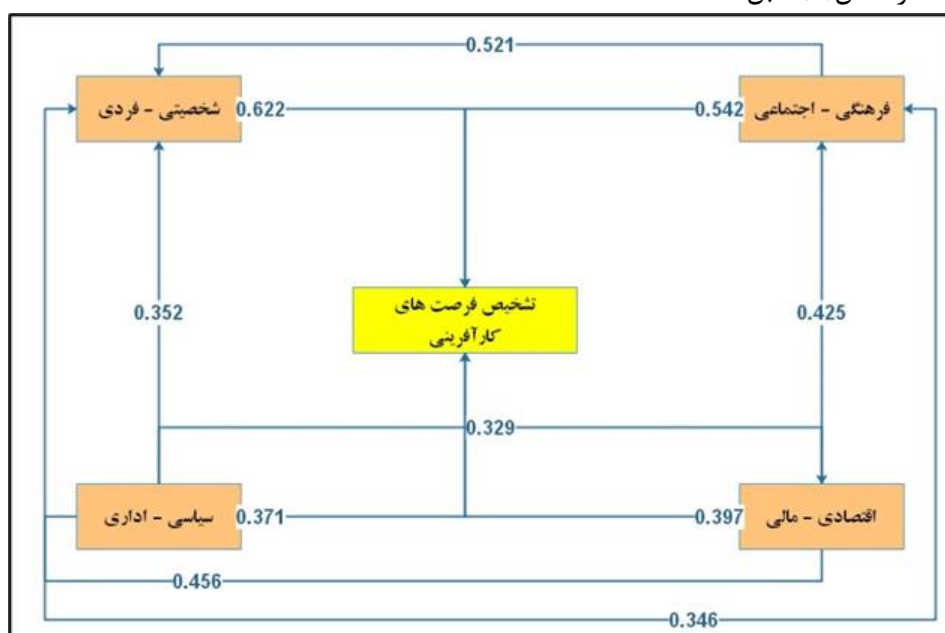 0.521
شخصیتی - فردی
0.622
0.542
فرهنگی - اجتماعی
تشخیص فرصت های
کارآفرینی
0.352
0.425
0.329
سیاسی - اداری
0.371
0.397
اقتصادی - مالی
0.456
0.346